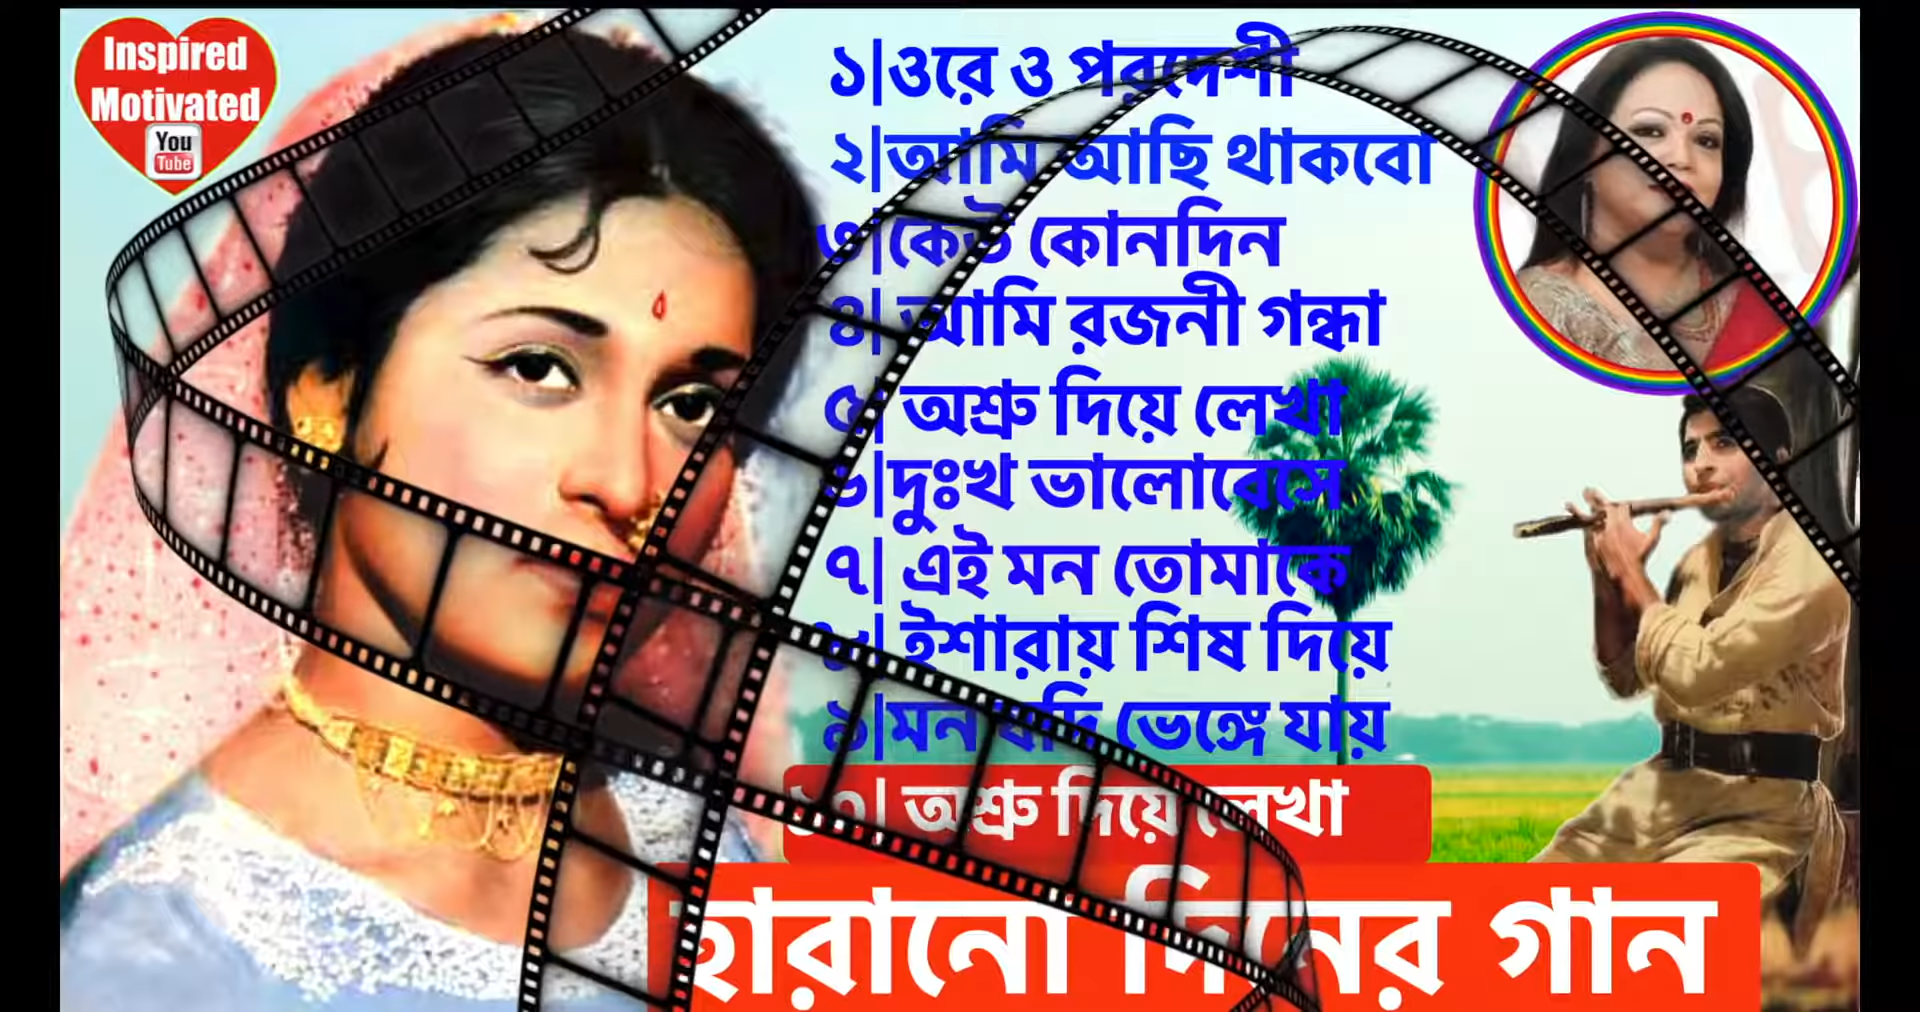 Inspired
Motivated
You
Tube
১|ওরে ও পরদেশী
২|আমি আছি থাকবো
৩|কেউ কোনদিন
৪| আমি রজনী গন্ধা
৫| অশ্রু দিয়ে লেখা
৬|দুঃখ ভালোবেসে
৭| এই মন তোমাকে
৮| ইশারায় শিষ দিয়ে
৯|মন যদি ভেঙ্গে যায়
১০| অশ্রু দিয়ে লেখা
হারানো দিনের গান